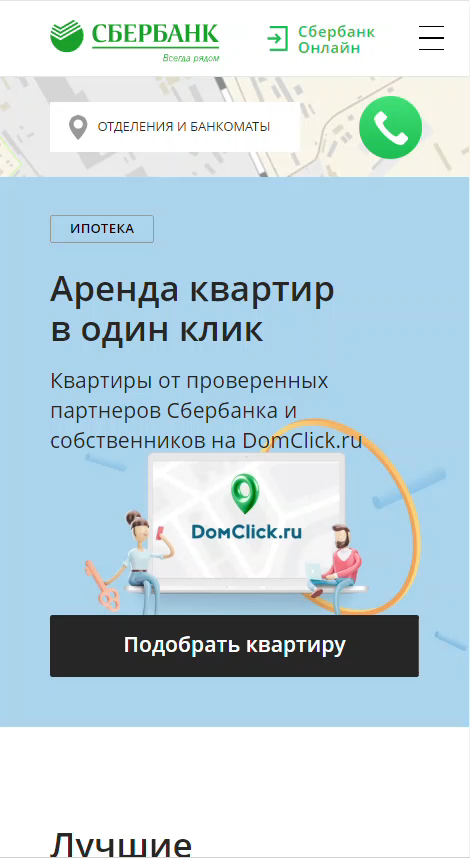 СБЕРБАНК
Всегда рядом
Сбербанк
Онлайн
ОТДЕЛЕНИЯ И БАНКОМАТЫ
ИПОТЕКА
Аренда квартир
в один клик
Квартиры от проверенных
партнеров Сбербанка и
собственников на DomClick.ru
DомClick.ru
Подобрать квартиру
Лучшие